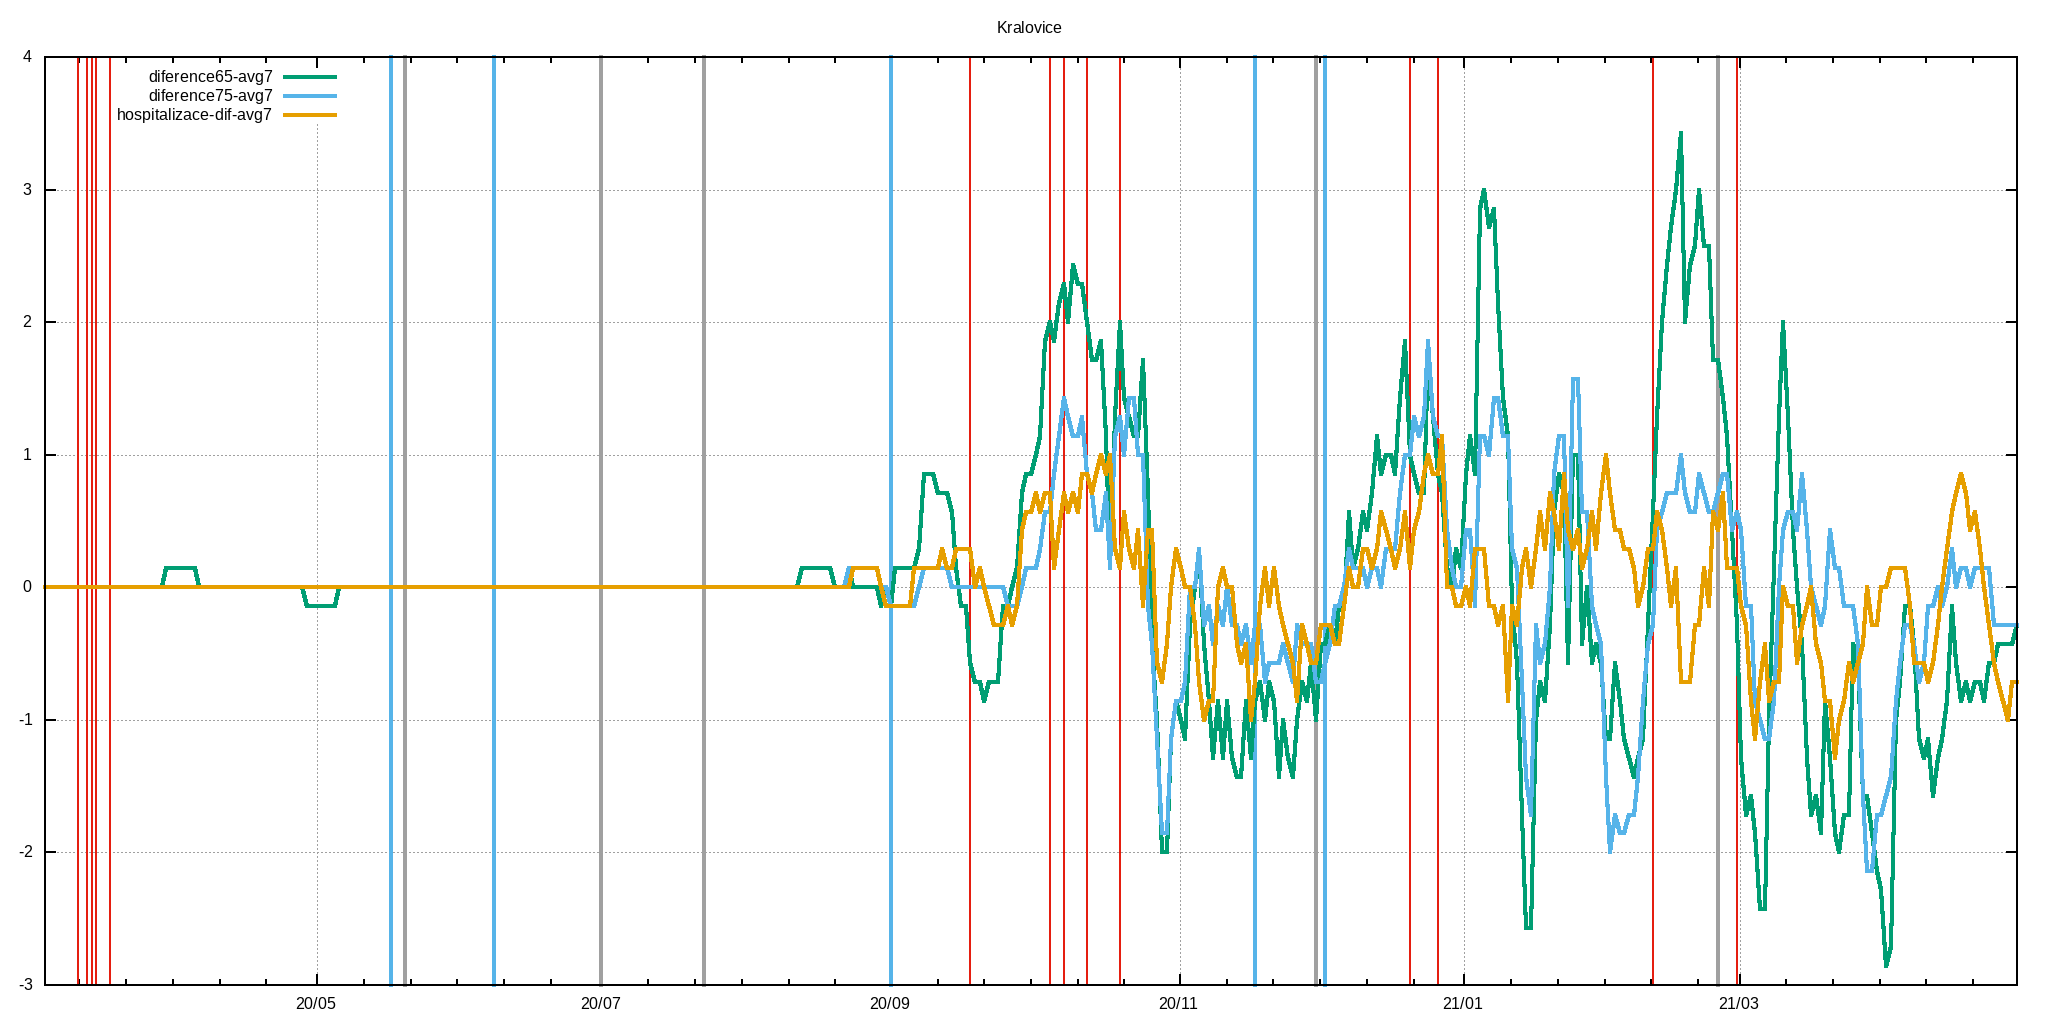 Kralovice
diference65-avg7
diference75-avg7
hospitalizace-dif-avg7
4
3
2
1
0
-1
-2
-3
20/05 20/07 20/09 20/11 21/01 21/03